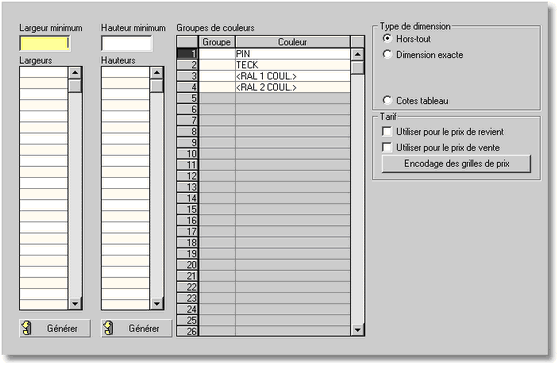 Largeur minimum
Hauteur minimum
Groupes de couleurs
Type de dimension
Groupe Couleur
Hors-tout
1 PIN
Dimension exacte
Largeurs
Hauteurs
2 TECK
3 <RAL 1 COUL.>
4 <RAL 2 COUL.>
5
6
Cotes tableau
7
Tarif
8
Utiliser pour le prix de revient
9
Utiliser pour le prix de vente
10
Encodage des grilles de prix
11
12
13
14
15
16
17
18
19
20
21
22
23
24
25
26
Générer
Générer